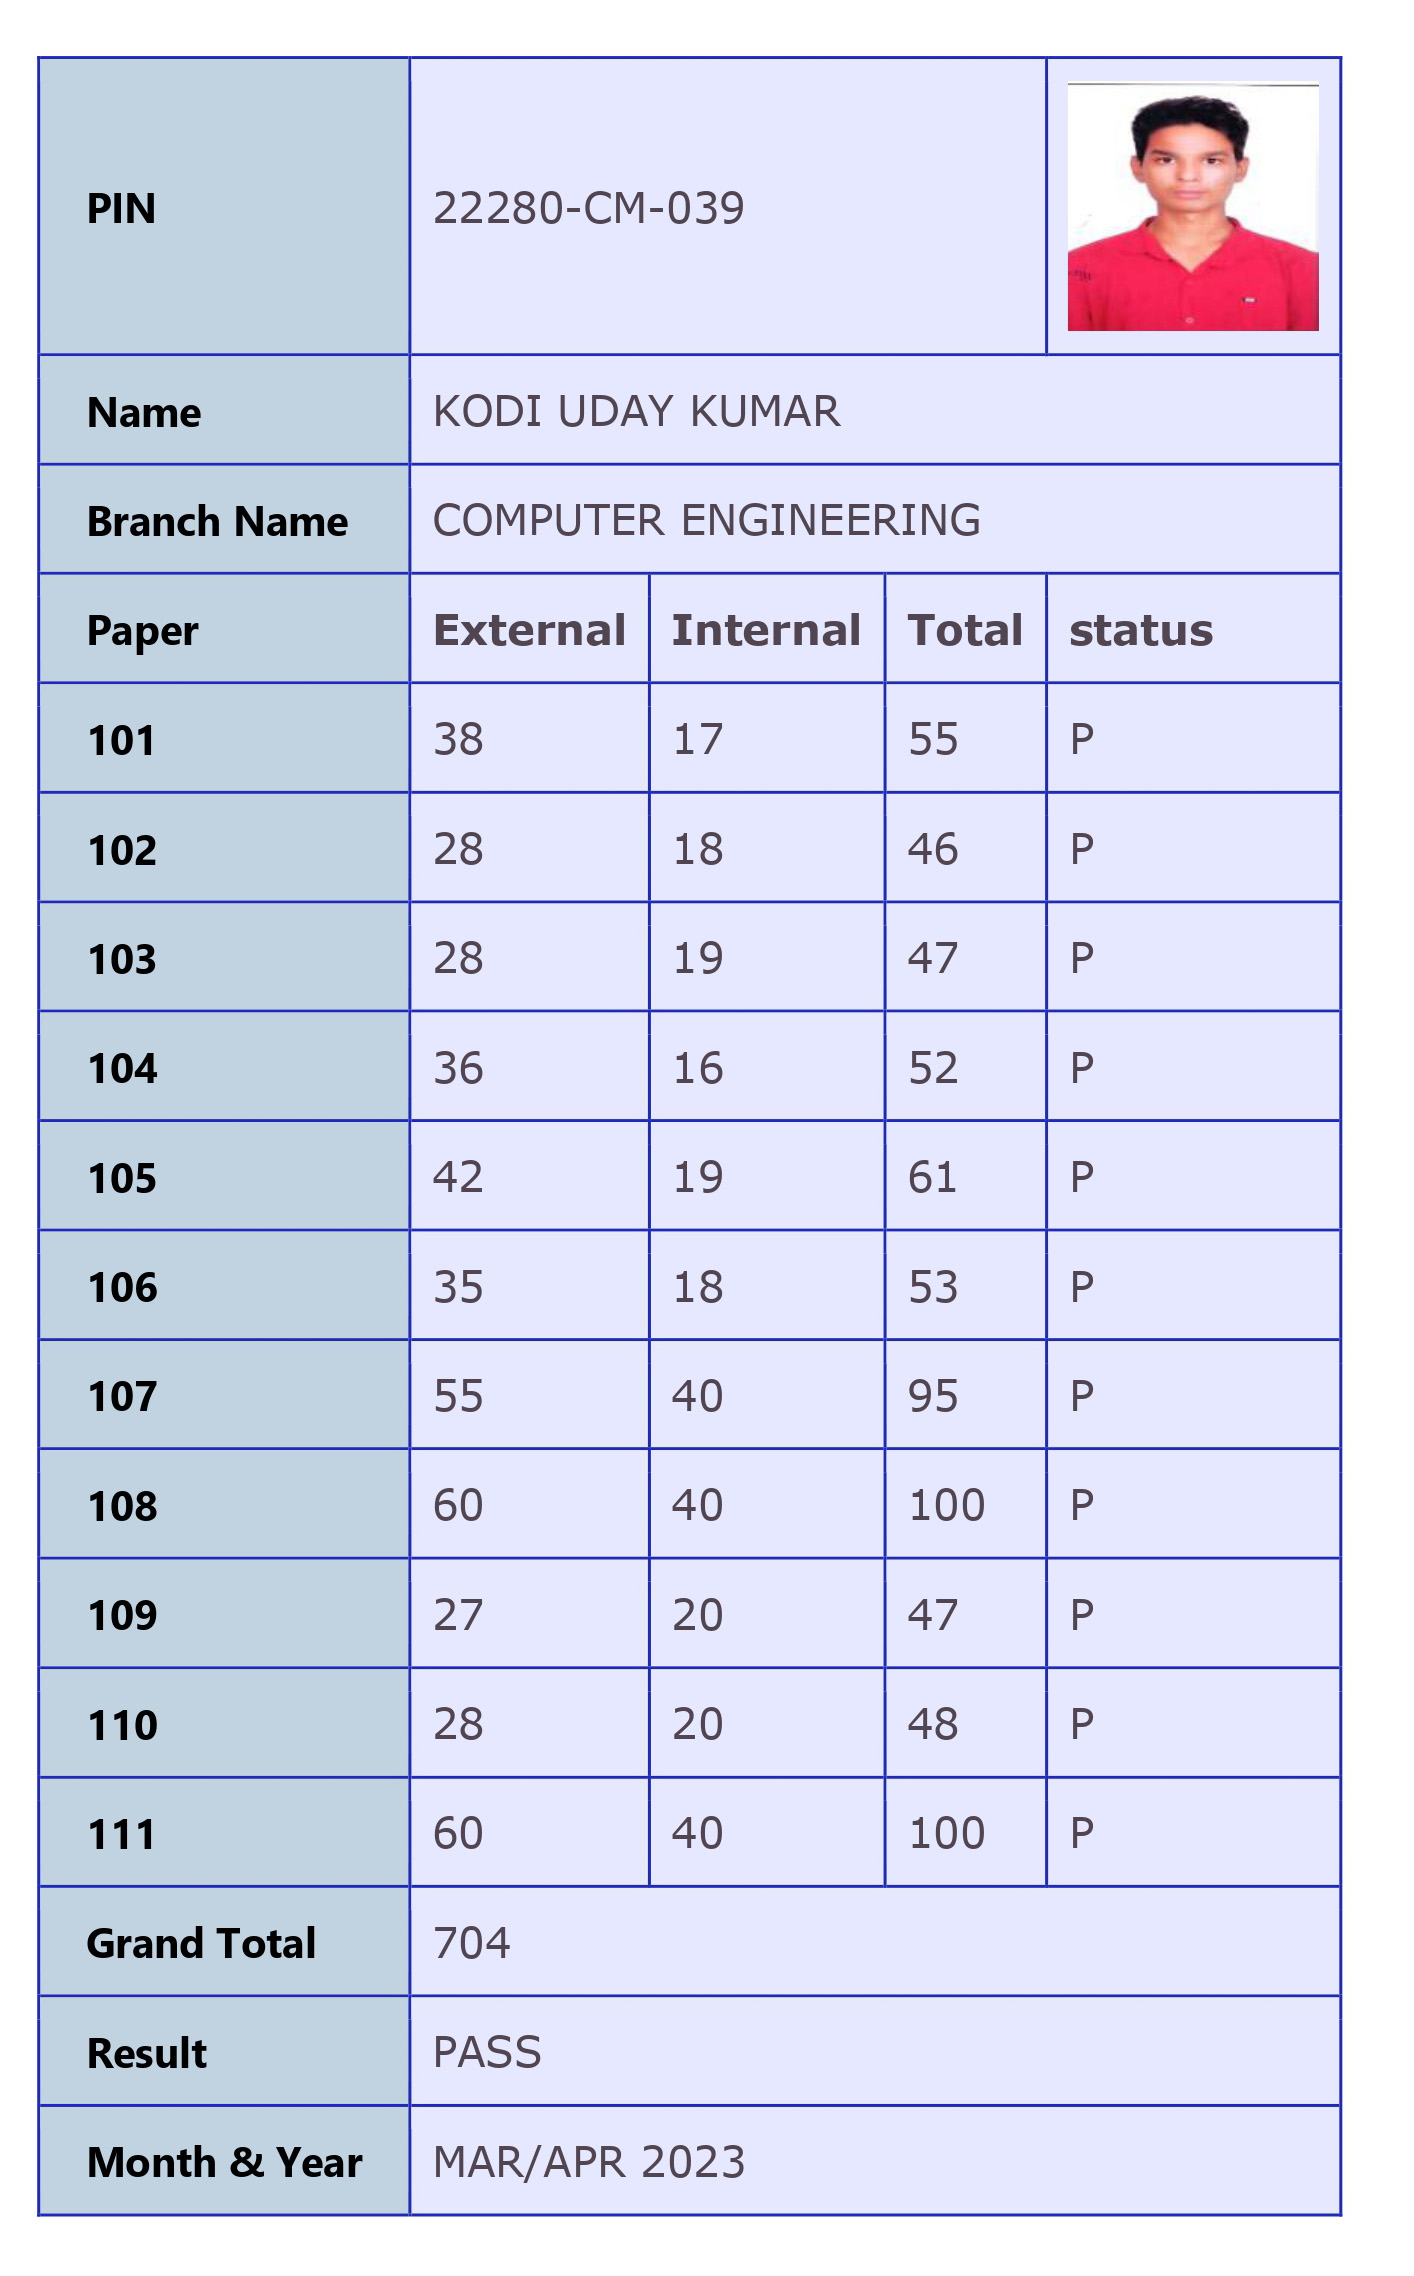 PIN 22280-CM-039
Name KODI UDAY KUMAR
Branch Name COMPUTER ENGINEERING
Paper External Internal Total status
101 38 17 55 P
102 28 18 46 P
103 28 19 47 P
104 36 16 52 P
105 42 19 61 P
106 35 18 53 P
107 55 40 95 P
108 60 40 100 P
109 27 20 47 P
110 28 20 48 P
111 60 40 100 P
Grand Total 704
Result PASS
Month & Year MAR/APR 2023